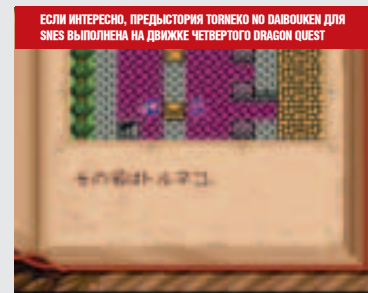 ЕСЛИ ИНТЕРЕСНО, ПРЕДЫСТОРИЯ TORNEKO NO DAIBOUKEN ДЛЯ
SNES ВЫПОЛНЕНА НА ДВИЖКЕ ЧЕТВЕРТОГО DRAGON QUEST
その名はトルネコ